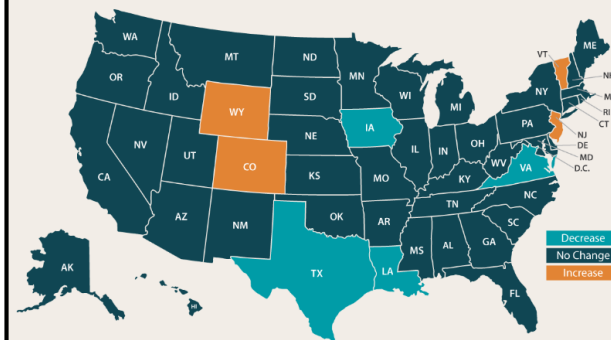 WA
OR
CA
NV
ID
MT
WY
UT
CO
AZ
NM
ND
SD
NE
KS
OK
TX
MN
IA
MO
AR
LA
WI
IL
MI
IN
OH
KY
TN
MS
AL
GA
FL
SC
NC
VA
WV
PA
NY
VT
ME
RI
CT
NJ
DE
MD
D.C.
AK
HI
Decrease
No Change
Increase